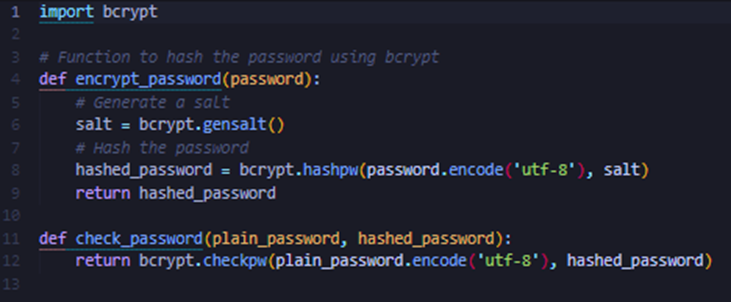 1 import bcrypt
2
3 # Function to hash the password using bcrypt
4 def encrypt_password(password):
5     # Generate a salt
6     salt = bcrypt.gensalt()
7     # Hash the password
8     hashed_password = bcrypt.hashpw(password.encode('utf-8'), salt)
9     return hashed_password
10
11 def check_password(plain_password, hashed_password):
12     return bcrypt.checkpw(plain_password.encode('utf-8'), hashed_password)
13